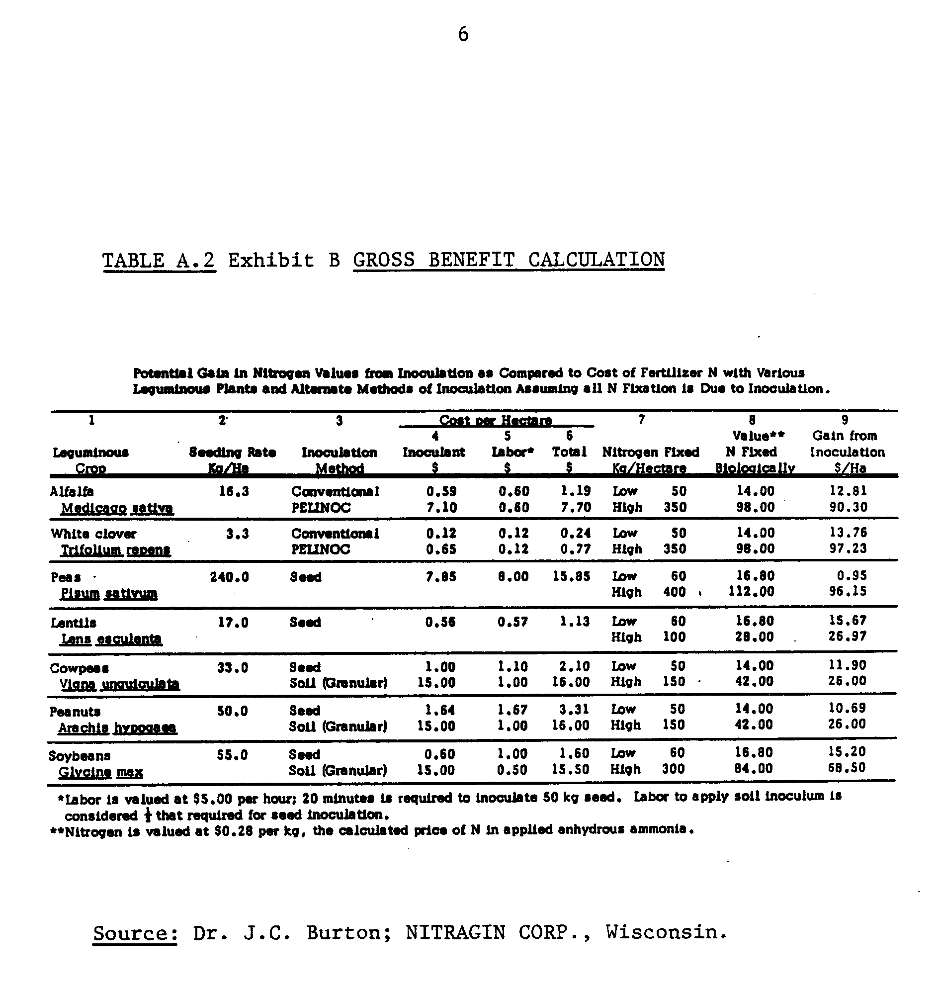 6
TABLE A.2 Exhibit B GROSS BENEFIT CALCULATION
Potential Gain in Nitrogen Values from Inoculation as Compared to Cost of Fertilizer N with Various
Leguminous Plants and Alternate Methods of Inoculation Assuming all N Fixation is Due to Inoculation.
1 2 3 Cost per Hectare 7 8 9
4 5 6 Value** Gain from
Leguminous Seeding Rate Inoculation Inoculant Labor* Total Nitrogen Fixed N Fixed Inoculation
Crop Kg/Ha Method $ $ $ Kg/Hectare Biologically $/Ha
Alfalfa 16.3 Conventional 0.59 0.60 1.19 Low 50 14.00 12.81
Medicago sativa PELINOC 7.10 0.60 7.70 High 350 98.00 90.30
White clover 3.3 Conventional 0.12 0.12 0.24 Low 50 14.00 13.76
Trifolium repens PELINOC 0.65 0.12 0.77 High 350 98.00 97.23
Peas 240.0 Seed 7.85 8.00 15.85 Low 60 16.80 0.95
Pisum sativum High 400 112.00 96.15
Lentils 17.0 Seed 0.56 0.57 1.13 Low 60 16.80 15.67
Lens esculenta High 100 28.00 26.97
Cowpeas 33.0 Seed 1.00 1.10 2.10 Low 50 14.00 11.90
Vigna unguiculata Soil (Granular) 15.00 1.00 16.00 High 150 42.00 26.00
Peanuts 50.0 Seed 1.64 1.67 3.31 Low 50 14.00 10.69
Arachis hypogaea Soil (Granular) 15.00 1.00 16.00 High 150 42.00 26.00
Soybeans 55.0 Seed 0.60 1.00 1.60 Low 60 16.80 15.20
Glycine max Soil (Granular) 15.00 0.50 15.50 High 300 84.00 68.50
*Labor is valued at $5.00 per hour; 20 minutes is required to inoculate 50 kg seed. Labor to apply soil inoculum is
considered that required for seed inoculation.
**Nitrogen is valued at $0.28 per kg, the calculated price of N in applied anhydrous ammonia.
Source: Dr. J.C. Burton; NITRAGIN CORP., Wisconsin.